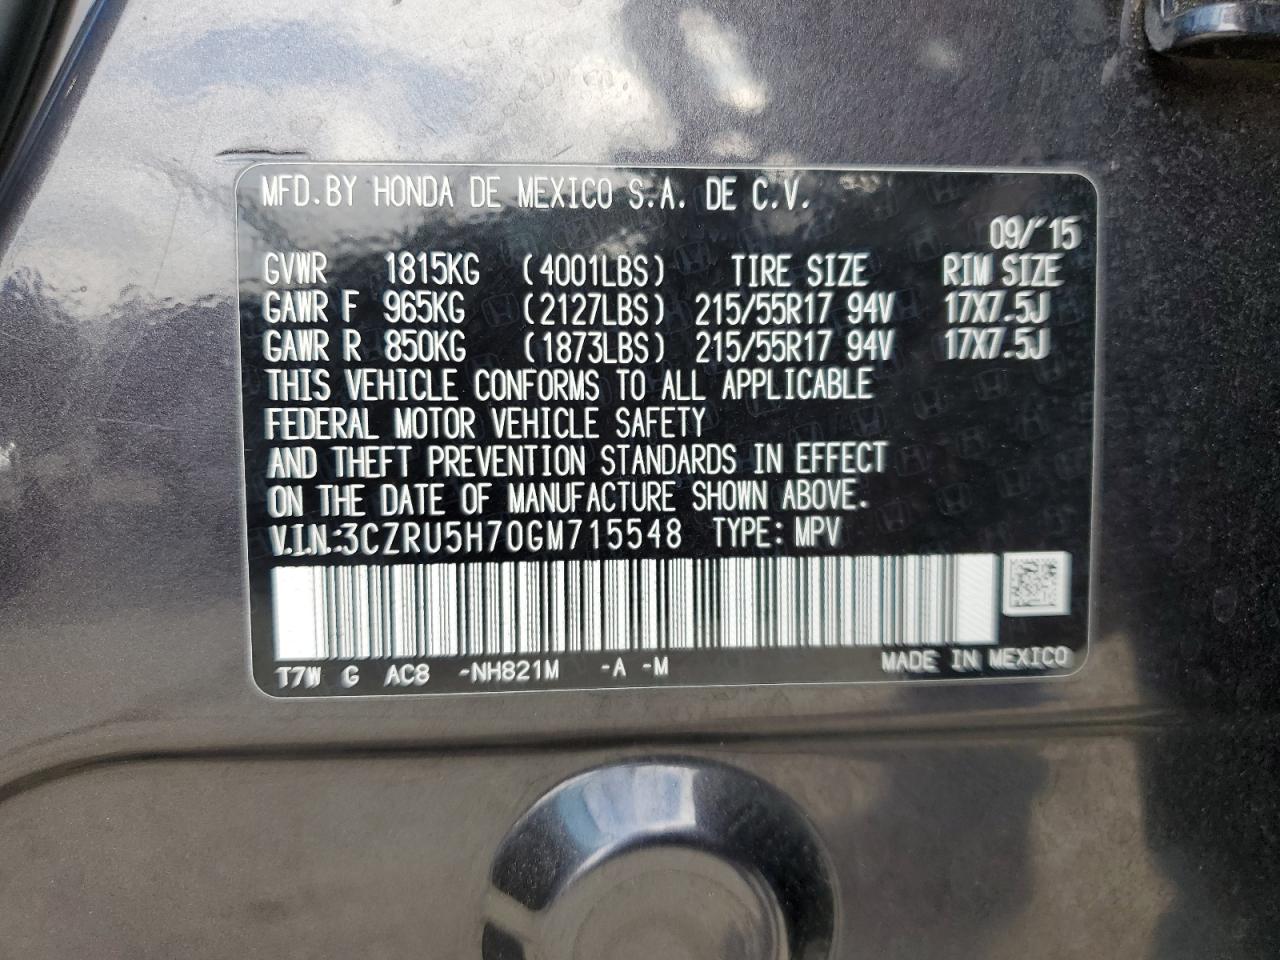 MFD.BY HONDA DE MEXICO S.A. DE C.V.
09/'15
GVWR 1815KG (4001LBS) TIRE SIZE RIM SIZE
GAWR F 965KG (2127LBS) 215/55R17 94V 17X7.5J
GAWR R 850KG (1873LBS) 215/55R17 94V 17X7.5J
THIS VEHICLE CONFORMS TO ALL APPLICABLE
FEDERAL MOTOR VEHICLE SAFETY
AND THEFT PREVENTION STANDARDS IN EFFECT
ON THE DATE OF MANUFACTURE SHOWN ABOVE.
V.I.N.:3CZRU5H70GM715548 TYPE: MPV
T7W G AC8 -NH821M -A -M MADE IN MEXICO